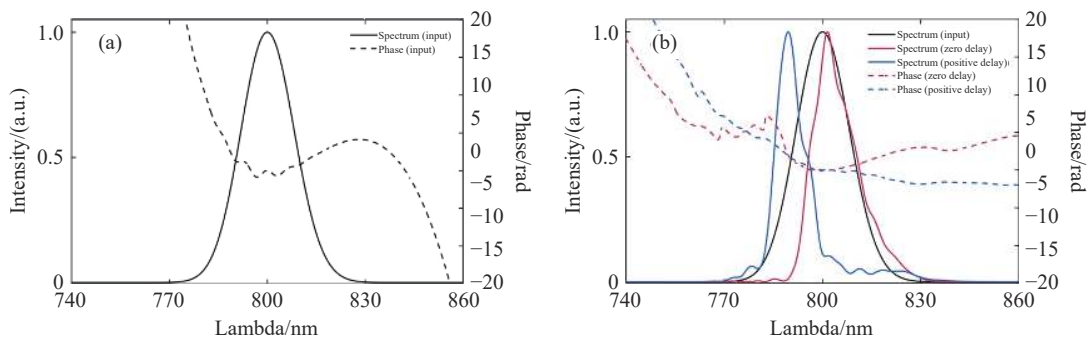 (a)
Spectrum (input)
Phase (input)
Intensity/(a.u.)
1.0
0.5
0
20
15
10
5
0
−5
−10
−15
−20
Phase/rad
740
770
800
830
860
Lambda/nm
(b)
Spectrum (input)
Spectrum (zero delay)
Spectrum (positive delay)
Phase (zero delay)
Phase (positive delay)
Intensity/(a.u.)
1.0
0.5
0
20
15
10
5
0
−5
−10
−15
−20
Phase/rad
740
770
800
830
860
Lambda/nm